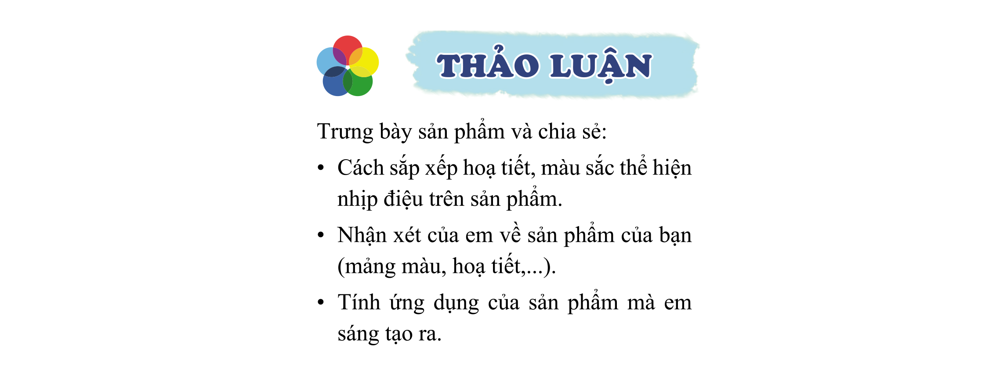 THẢO LUẬN
Trưng bày sản phẩm và chia sẻ:
• Cách sắp xếp hoạ tiết, màu sắc thể hiện
nhịp điệu trên sản phẩm.
• Nhận xét của em về sản phẩm của bạn
(mảng màu, hoạ tiết,...).
• Tính ứng dụng của sản phẩm mà em
sáng tạo ra.